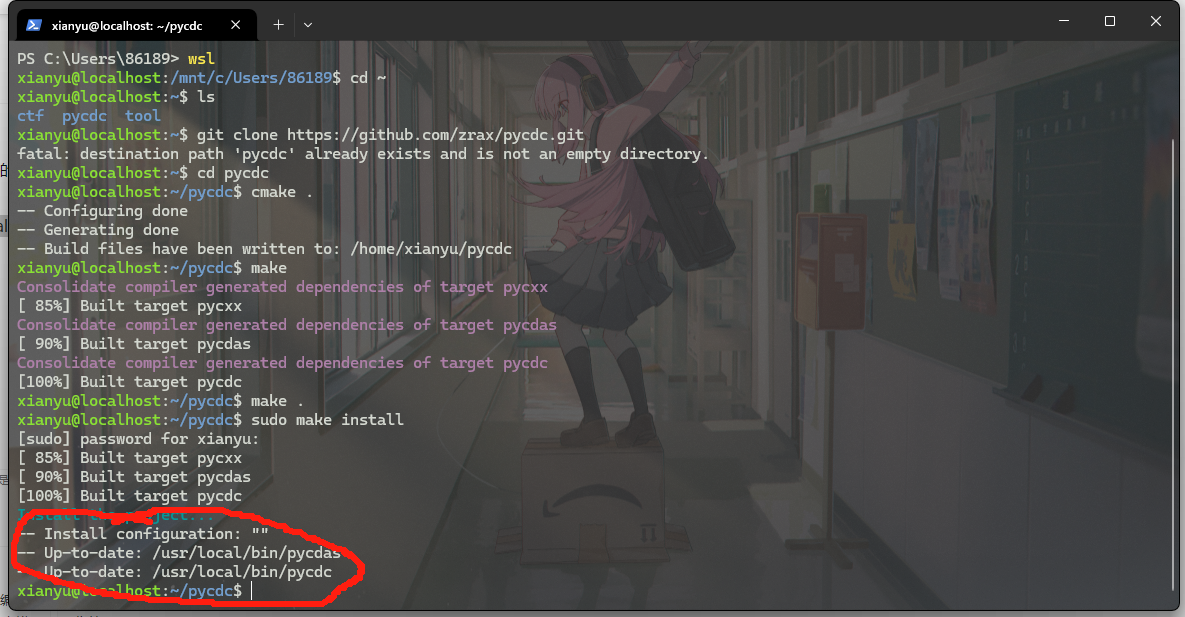 xianyu@localhost: ~/pycdc
PS C:\Users\86189> wsl
xianyu@localhost:/mnt/c/Users/86189$ cd ~
xianyu@localhost:~$ ls
ctf  pycdc  tool
xianyu@localhost:~$ git clone https://github.com/zrax/pycdc.git
fatal: destination path 'pycdc' already exists and is not an empty directory.
xianyu@localhost:~$ cd pycdc
xianyu@localhost:~/pycdc$ cmake .
-- Configuring done
-- Generating done
-- Build files have been written to: /home/xianyu/pycdc
xianyu@localhost:~/pycdc$ make
Consolidate compiler generated dependencies of target pycxx
[ 85%] Built target pycxx
Consolidate compiler generated dependencies of target pycdas
[ 90%] Built target pycdas
Consolidate compiler generated dependencies of target pycdc
[100%] Built target pycdc
xianyu@localhost:~/pycdc$ make .
xianyu@localhost:~/pycdc$ sudo make install
[sudo] password for xianyu:
[ 85%] Built target pycxx
[ 90%] Built target pycdas
[100%] Built target pycdc
Install the project...
-- Install configuration: ""
-- Up-to-date: /usr/local/bin/pycdas
-- Up-to-date: /usr/local/bin/pycdc
xianyu@localhost:~/pycdc$